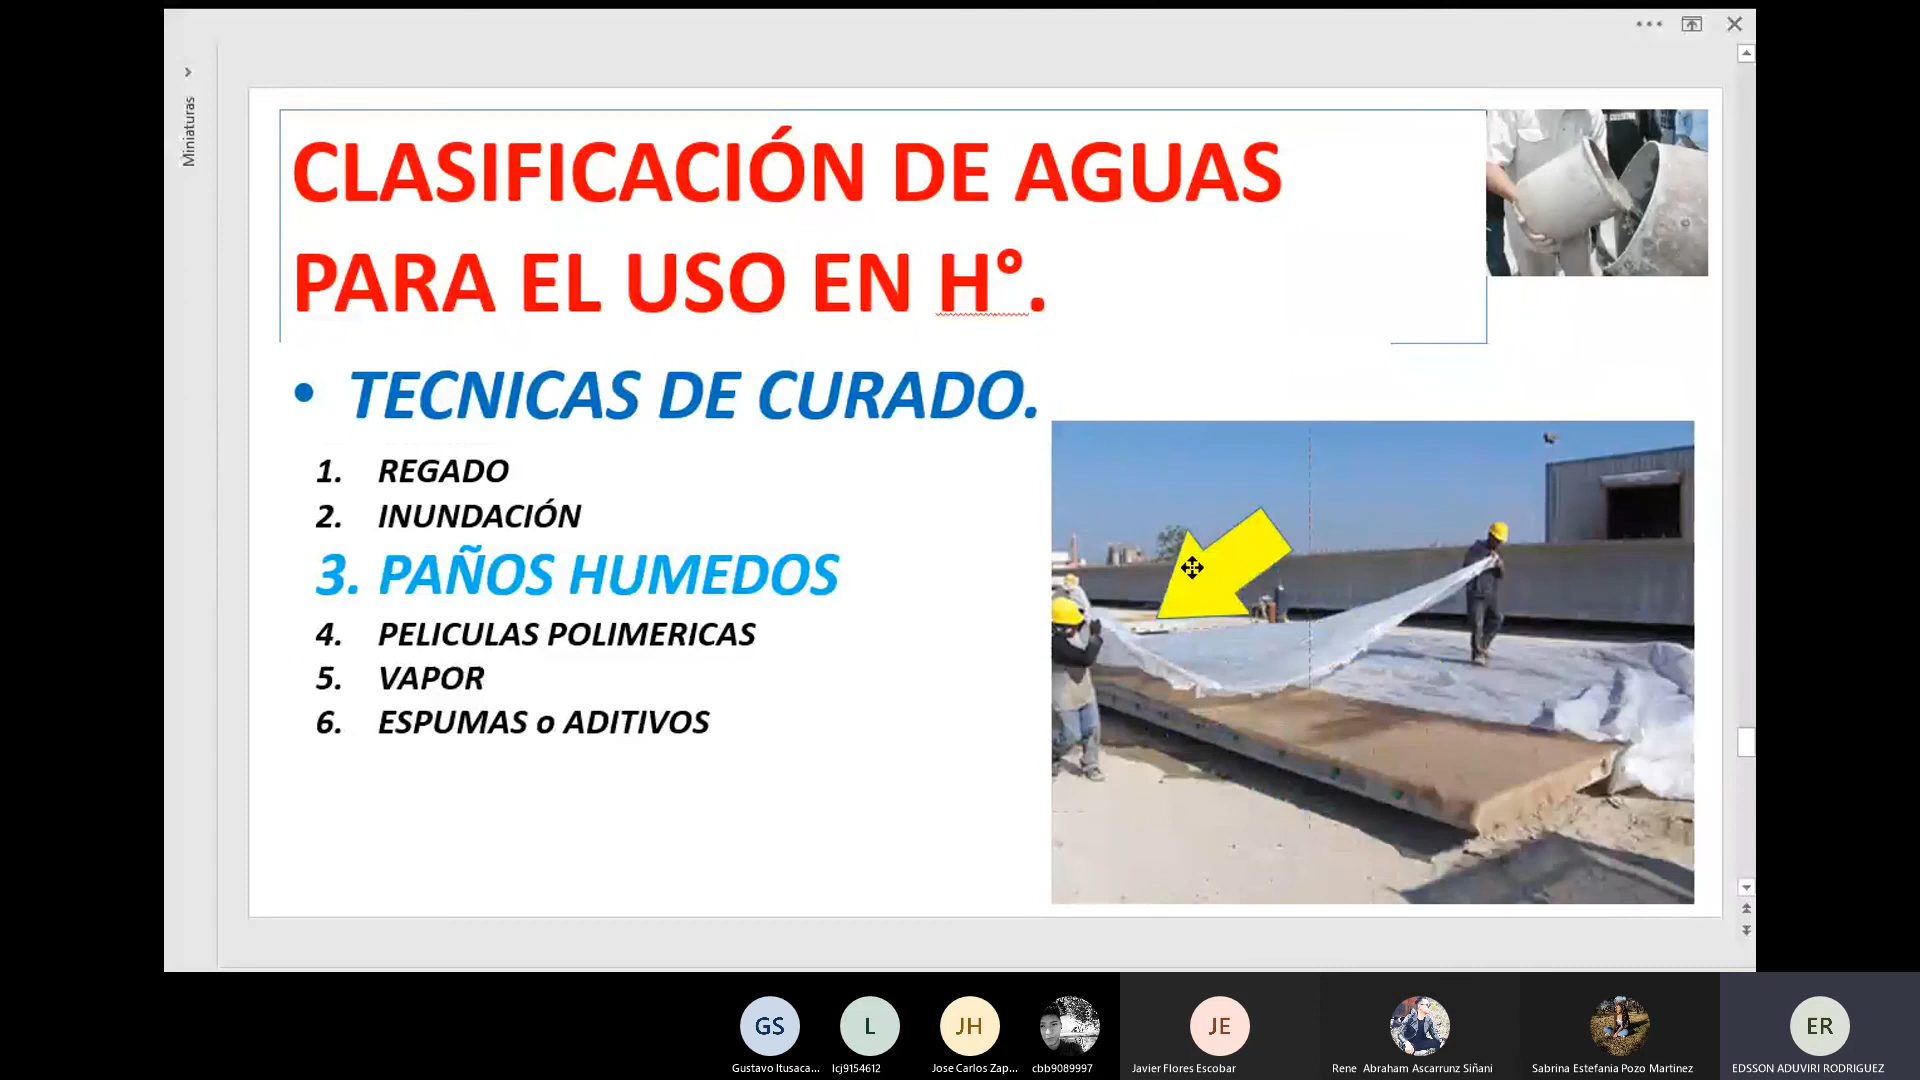 Miniaturas
CLASIFICACIÓN DE AGUAS
PARA EL USO EN H°.
• TECNICAS DE CURADO.
1. REGADO
2. INUNDACIÓN
3. PAÑOS HUMEDOS
4. PELICULAS POLIMERICAS
5. VAPOR
6. ESPUMAS o ADITIVOS
GS
L
JH
JE
ER
Gustavo Itusaca...
lcj9154612
Jose Carlos Zap...
cbb9089997
Javier Flores Escobar
Rene Abraham Ascarrunz Siñani
Sabrina Estefania Pozo Martinez
EDSSON ADUVIRI RODRIGUEZ